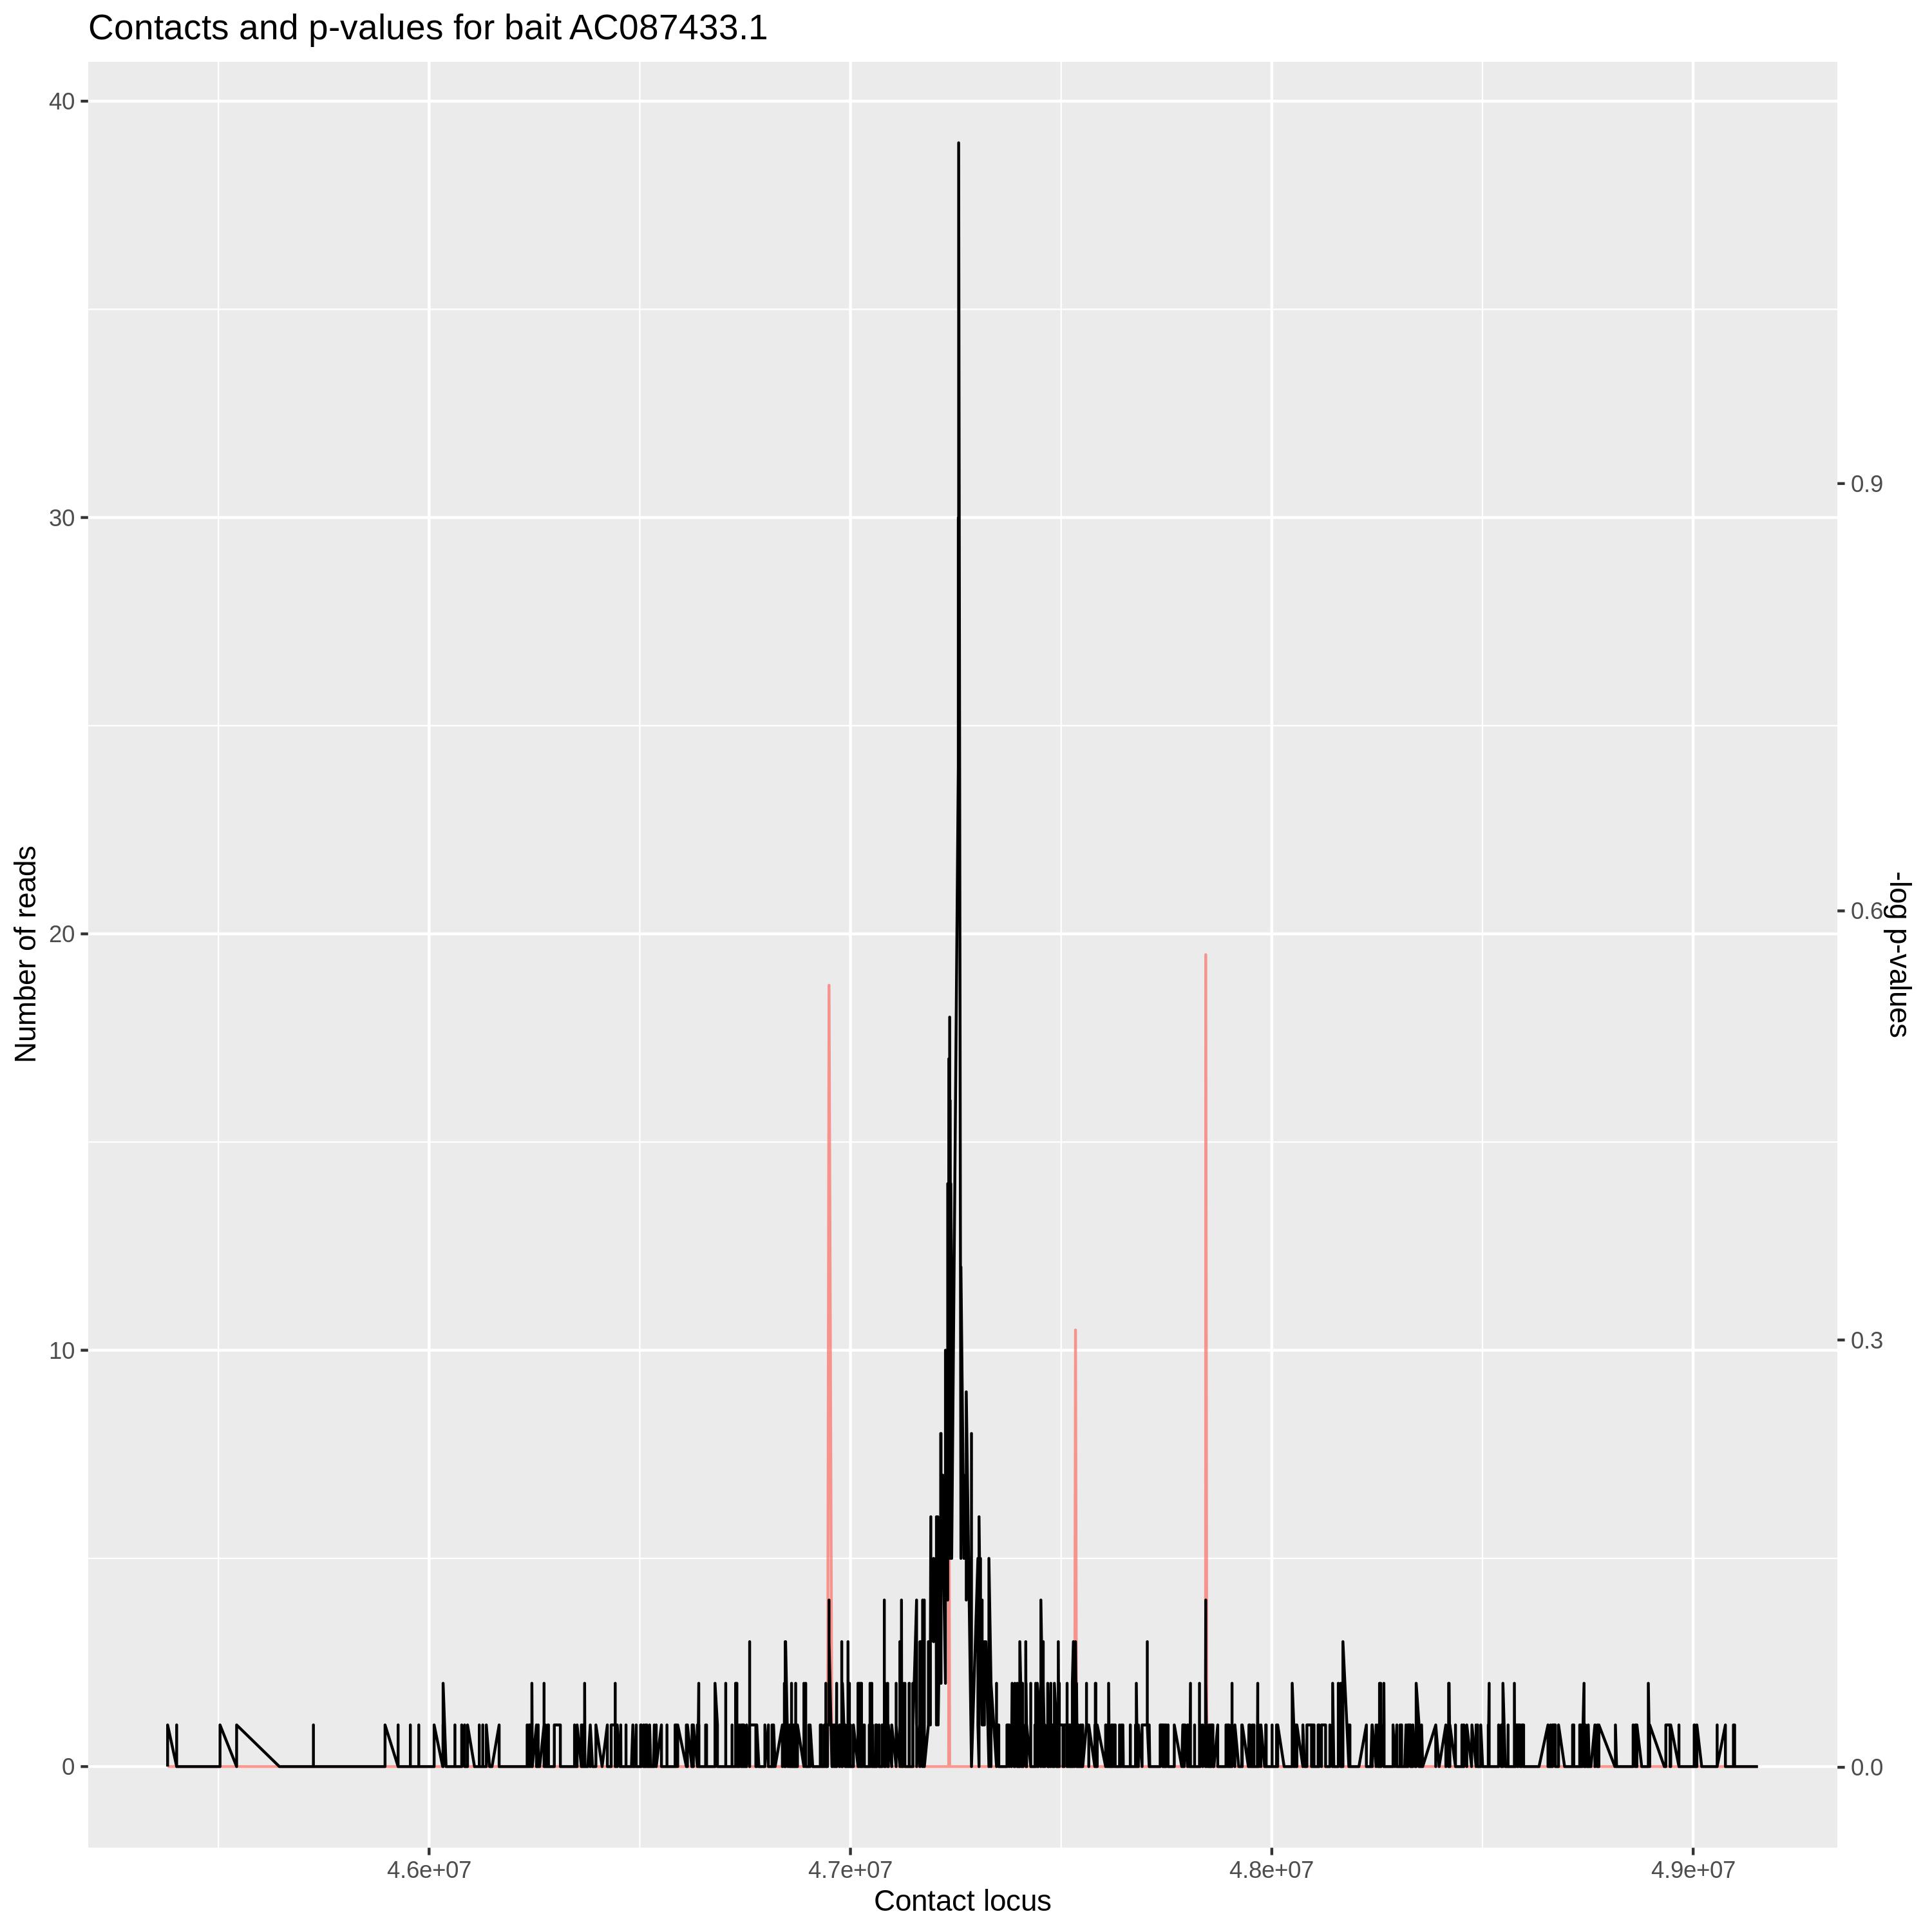 Contacts and p-values for bait AC087433.1
40
30
20
10
0
Number of reads
0.9
0.6
0.3
0.0
-log p-values
4.6e+07
4.7e+07
4.8e+07
4.9e+07
Contact locus